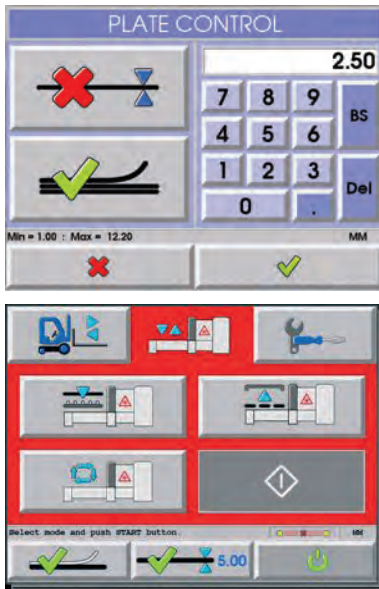 PLATE CONTROL
2.50
7 8 9 BS
4 5 6
1 2 3 Del
0 .
Min = 1.00 : Max = 12.20 MM
Select mode and push START button. MM
5.00